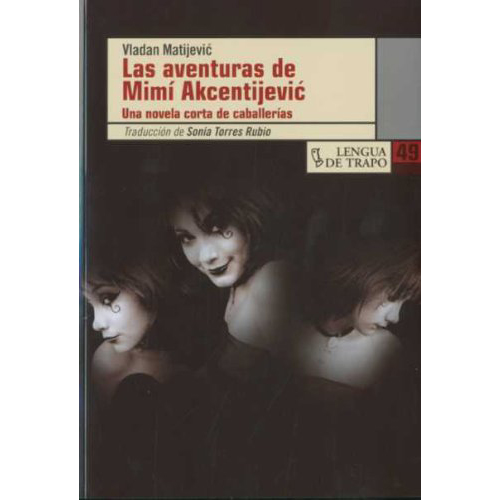 Vladan Matijević
Las aventuras de
Mimí Akcentijević
Una novela corta de caballerías
Traducción de Sonia Torres Rubio
LENGUA
DE TRAPO
49